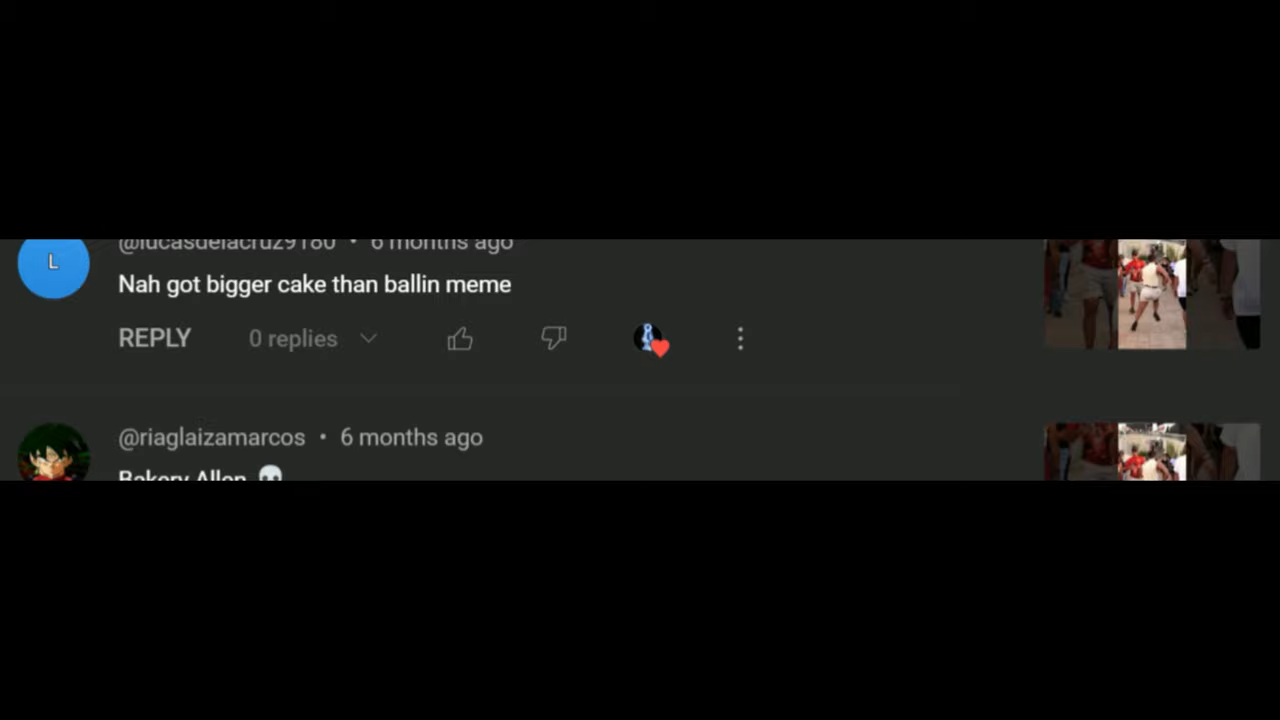 L
@lucasdelacruz9180 • 6 months ago
Nah got bigger cake than ballin meme
REPLY 0 replies
@riaglaizamarcos • 6 months ago
Bakery Allen 💀